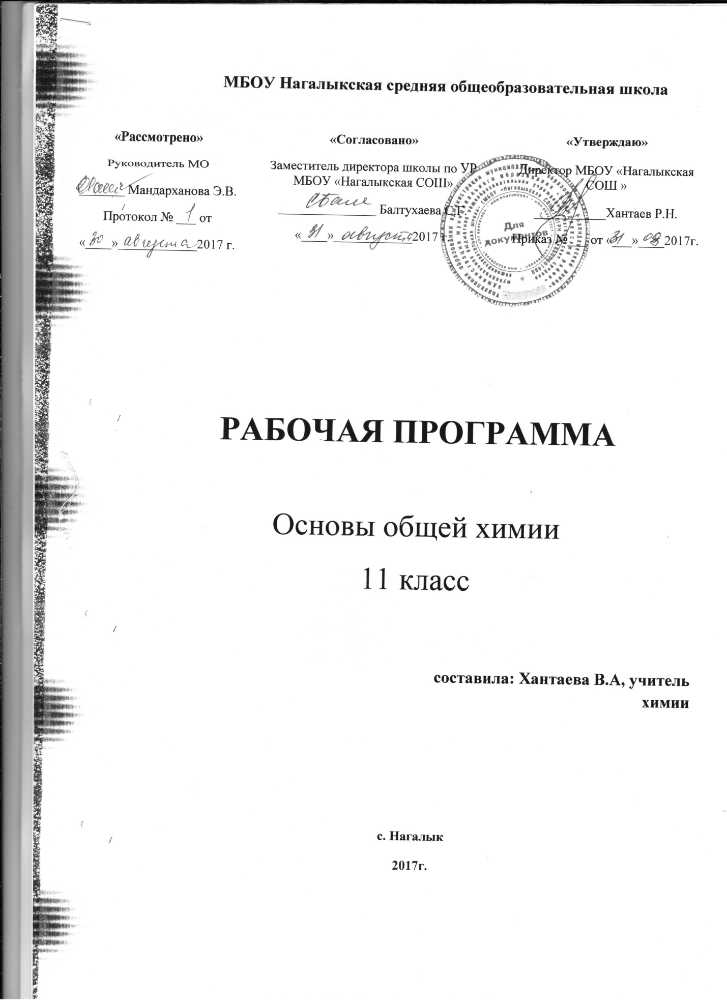 МБОУ Нагалыкская средняя общеобразовательная школа
«Рассмотрено»
Руководитель МО
Мандарханова Э.В.
Протокол № 1 от
«30» августа 2017 г.
«Согласовано»
Заместитель директора школы по УР
МБОУ «Нагалыкская СОШ»
Балтухаева С.Г.
«31» августа 2017 г.
«Утверждаю»
Директор МБОУ «Нагалыкская
СОШ »
Хантаев Р.Н.
Приказ № от «31» 08 2017г.
Для
документов
РАБОЧАЯ ПРОГРАММА
Основы общей химии
11 класс
составила: Хантаева В.А, учитель
химии
с. Нагалык
2017г.